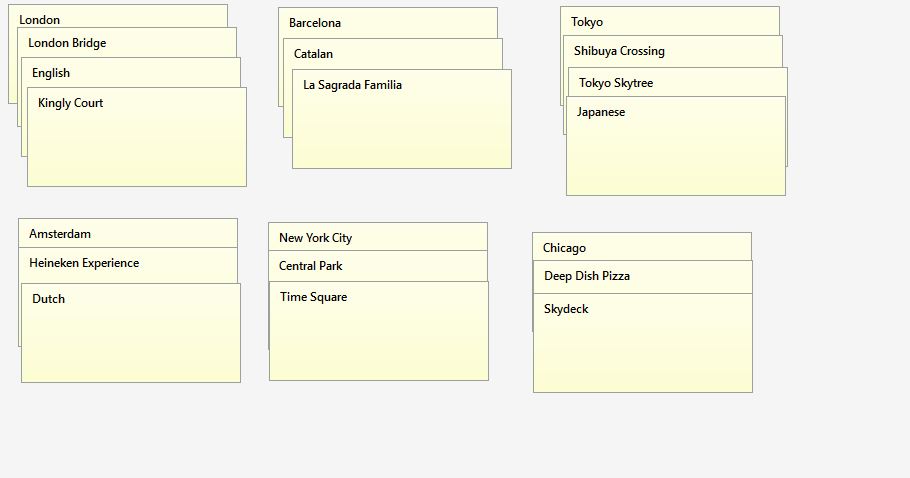 London
London Bridge
English
Kingly Court
Barcelona
Catalan
La Sagrada Familia
Tokyo
Shibuya Crossing
Tokyo Skytree
Japanese
Amsterdam
Heineken Experience
Dutch
New York City
Central Park
Time Square
Chicago
Deep Dish Pizza
Skydeck